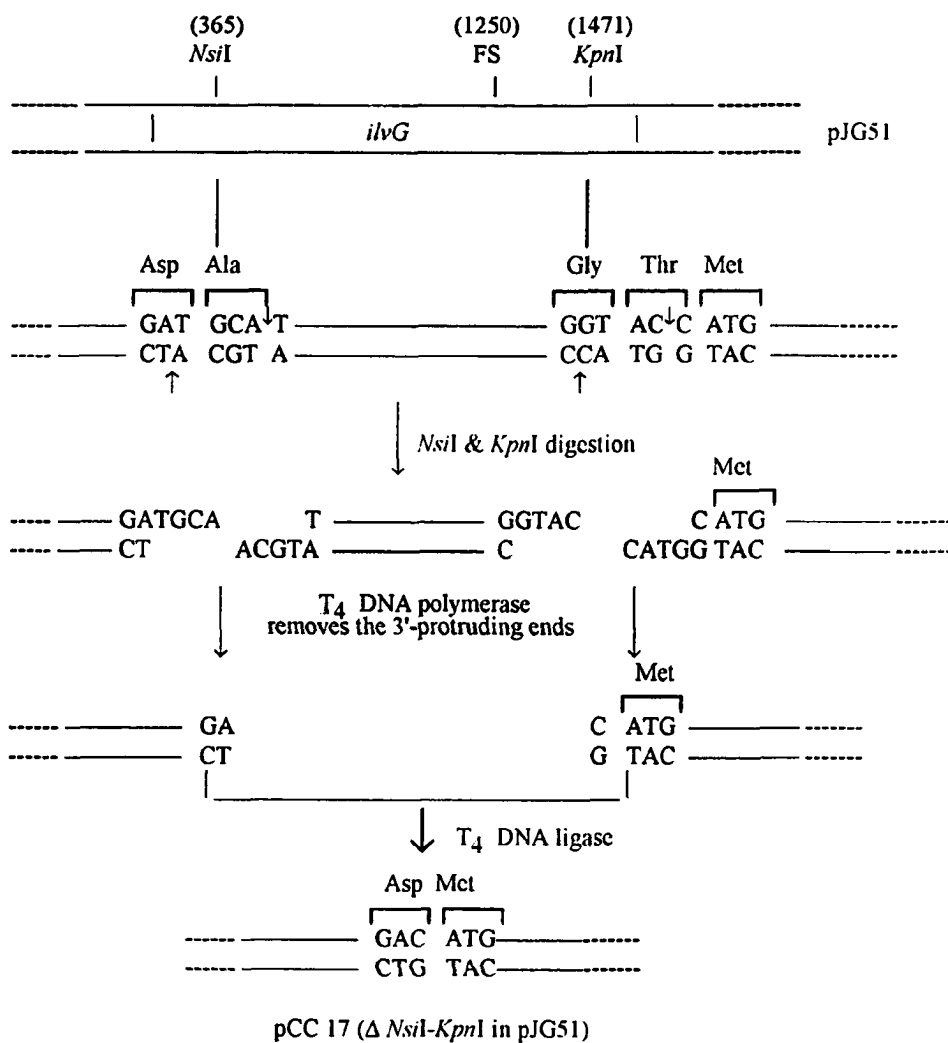 (365) (1250) (1471)
NsiI FS KpnI
ilvG pJG51
Asp Ala Gly Thr Met
GAT GCA T GGT AC C ATG
CTA CGT A CCA TG G TAC
NsiI & KpnI digestion
Met
GATGCA T GGTAC C ATG
CT ACGTA C CATGG TAC
T4 DNA polymerase
removes the 3'-protruding ends
Met
GA C ATG
CT G TAC
T4 DNA ligase
Asp Met
GAC ATG
CTG TAC
pCC 17 (Δ NsiI-KpnI in pJG51)